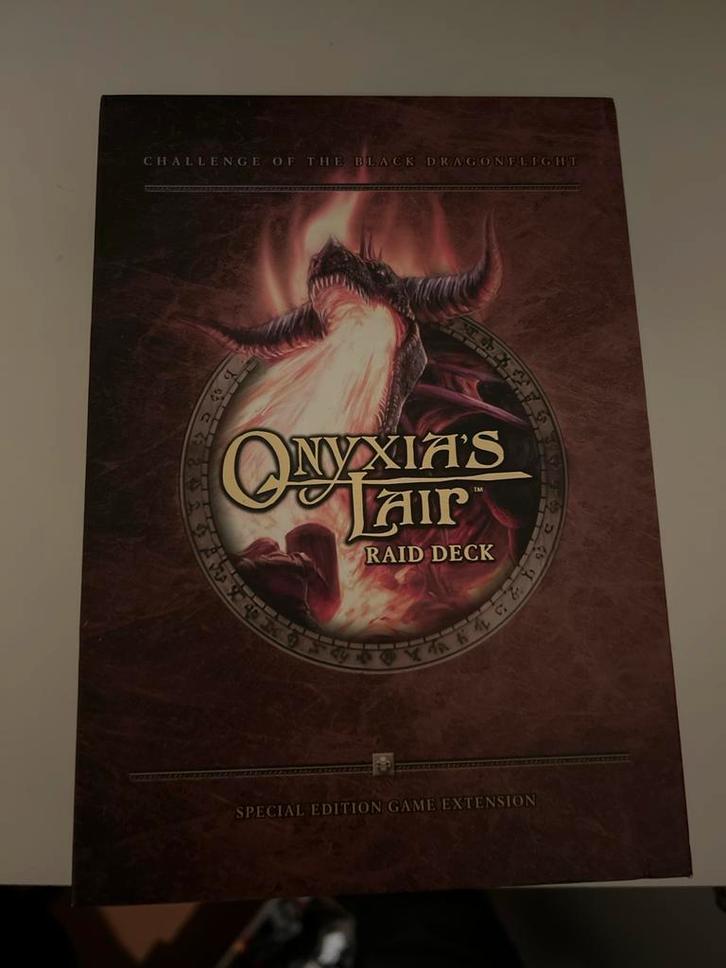 CHALLENGE OF THE BLACK DRAGONFLIGHT
ONYXIA'S
LAIR™
RAID DECK
SPECIAL EDITION GAME EXTENSION